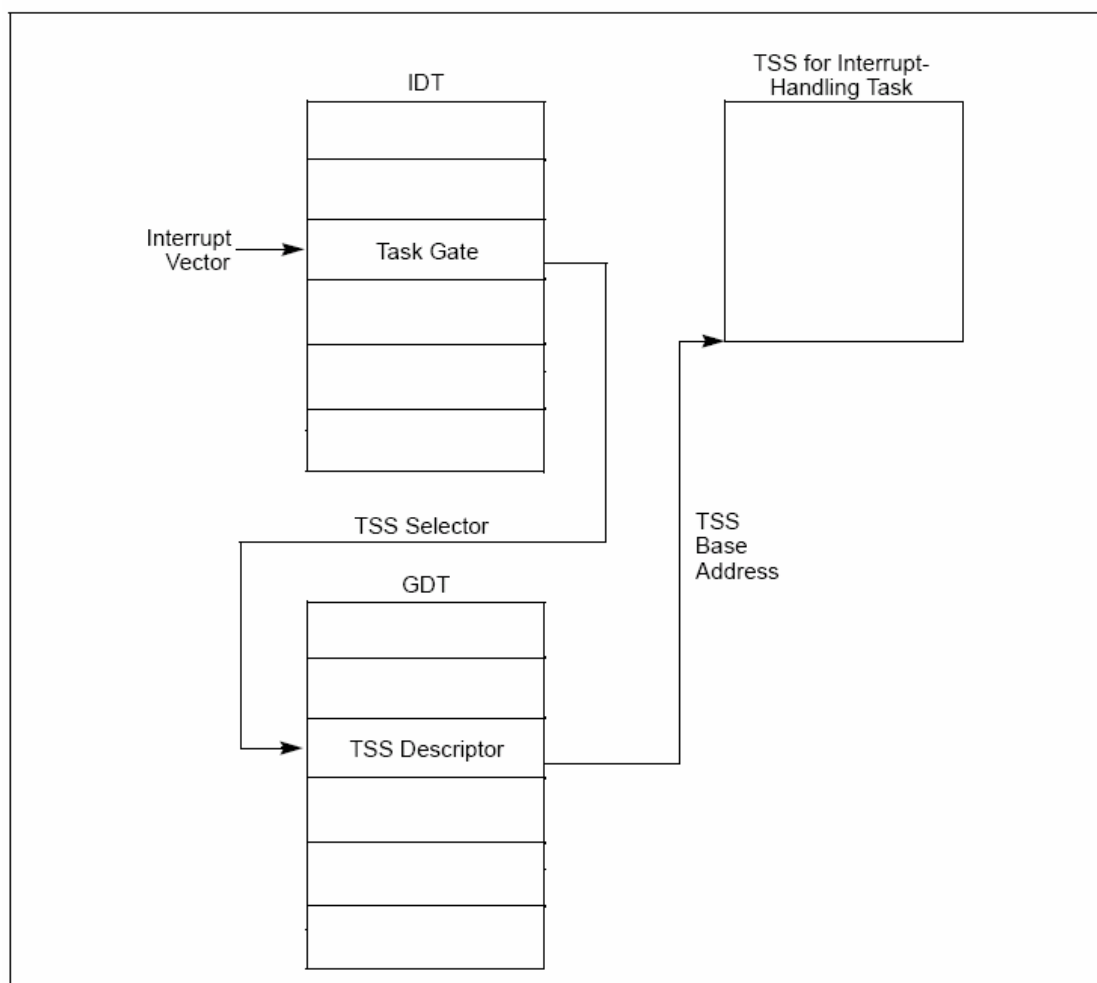 IDT
TSS for Interrupt-
Handling Task
Interrupt
Vector
Task Gate
TSS Selector
TSS
Base
Address
GDT
TSS Descriptor